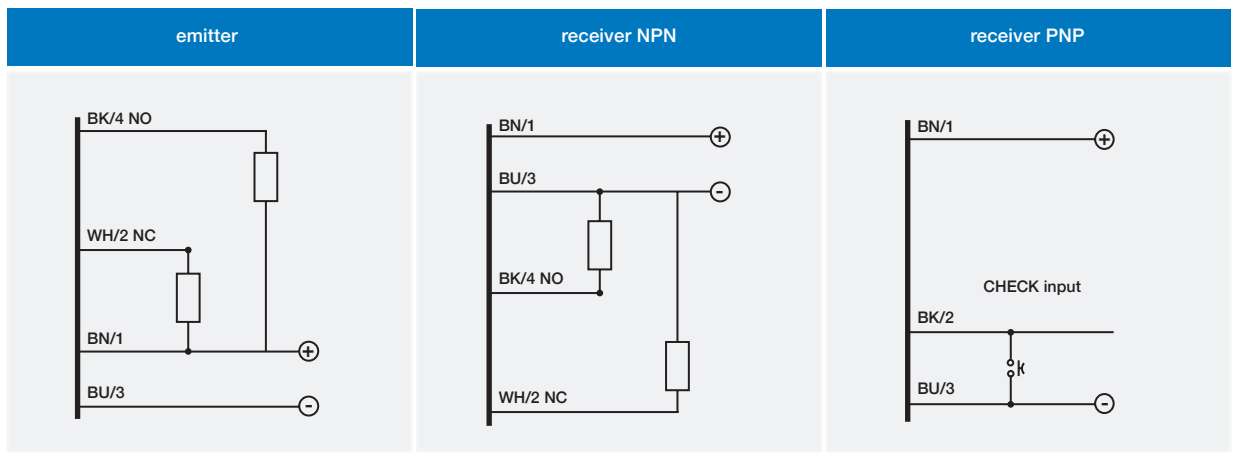 emitter
receiver NPN
receiver PNP
BK/4 NO
WH/2 NC
BN/1
+
BU/3
-
BN/1
+
BU/3
-
BK/4 NO
WH/2 NC
BN/1
+
CHECK input
BK/2
BU/3
-